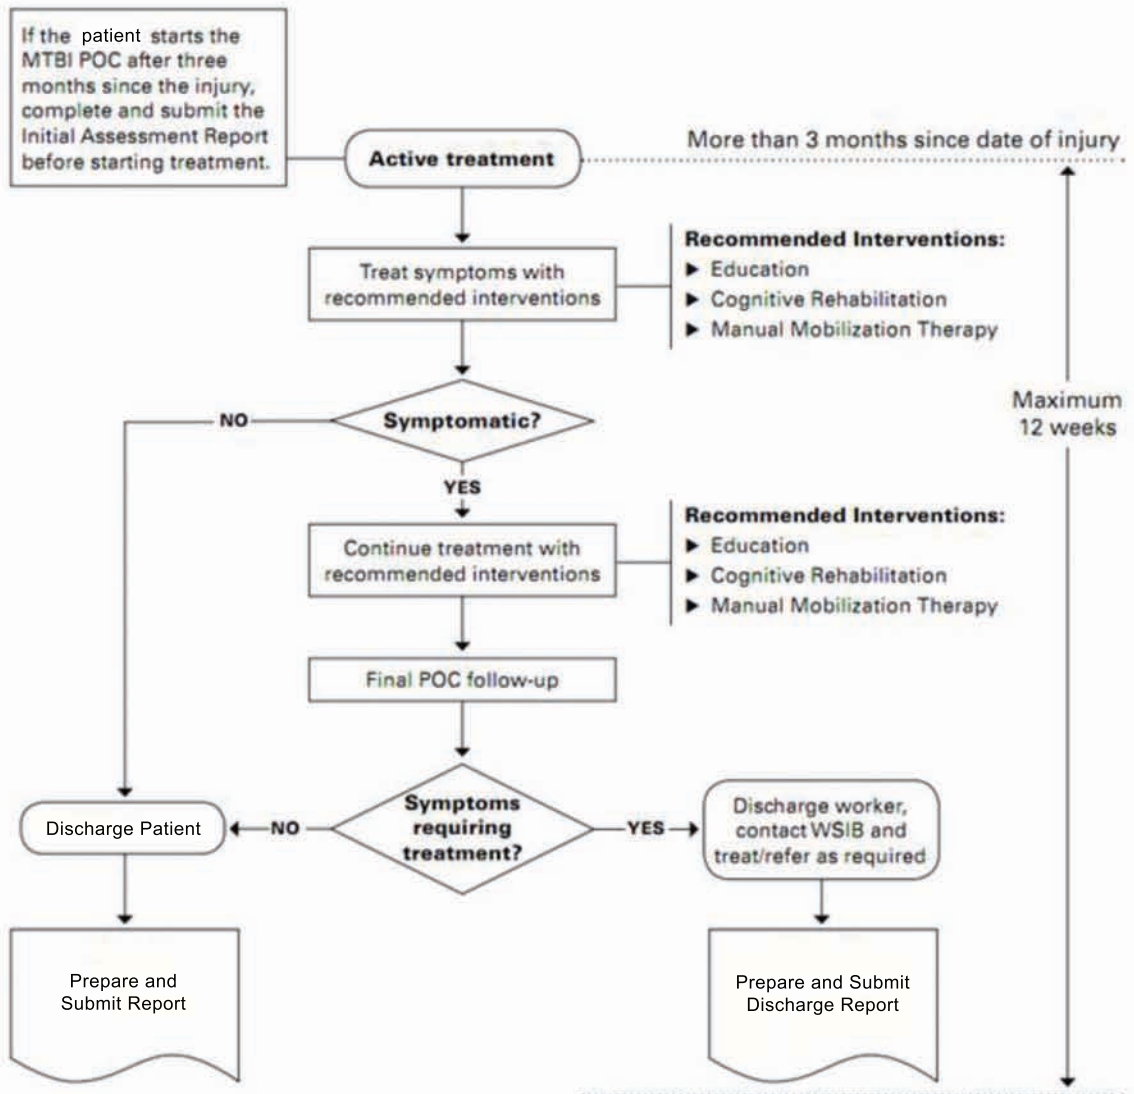 If the patient starts the
MTBI POC after three
months since the injury,
complete and submit the
Initial Assessment Report
before starting treatment.
Active treatment
More than 3 months since date of injury
Treat symptoms with
recommended interventions
Recommended Interventions:
► Education
► Cognitive Rehabilitation
► Manual Mobilization Therapy
Maximum
12 weeks
Symptomatic?
NO
YES
Continue treatment with
recommended interventions
Recommended Interventions:
► Education
► Cognitive Rehabilitation
► Manual Mobilization Therapy
Final POC follow-up
Symptoms
requiring
treatment?
NO
YES
Discharge Patient
Discharge worker,
contact WSIB and
treat/refer as required
Prepare and
Submit Report
Prepare and Submit
Discharge Report